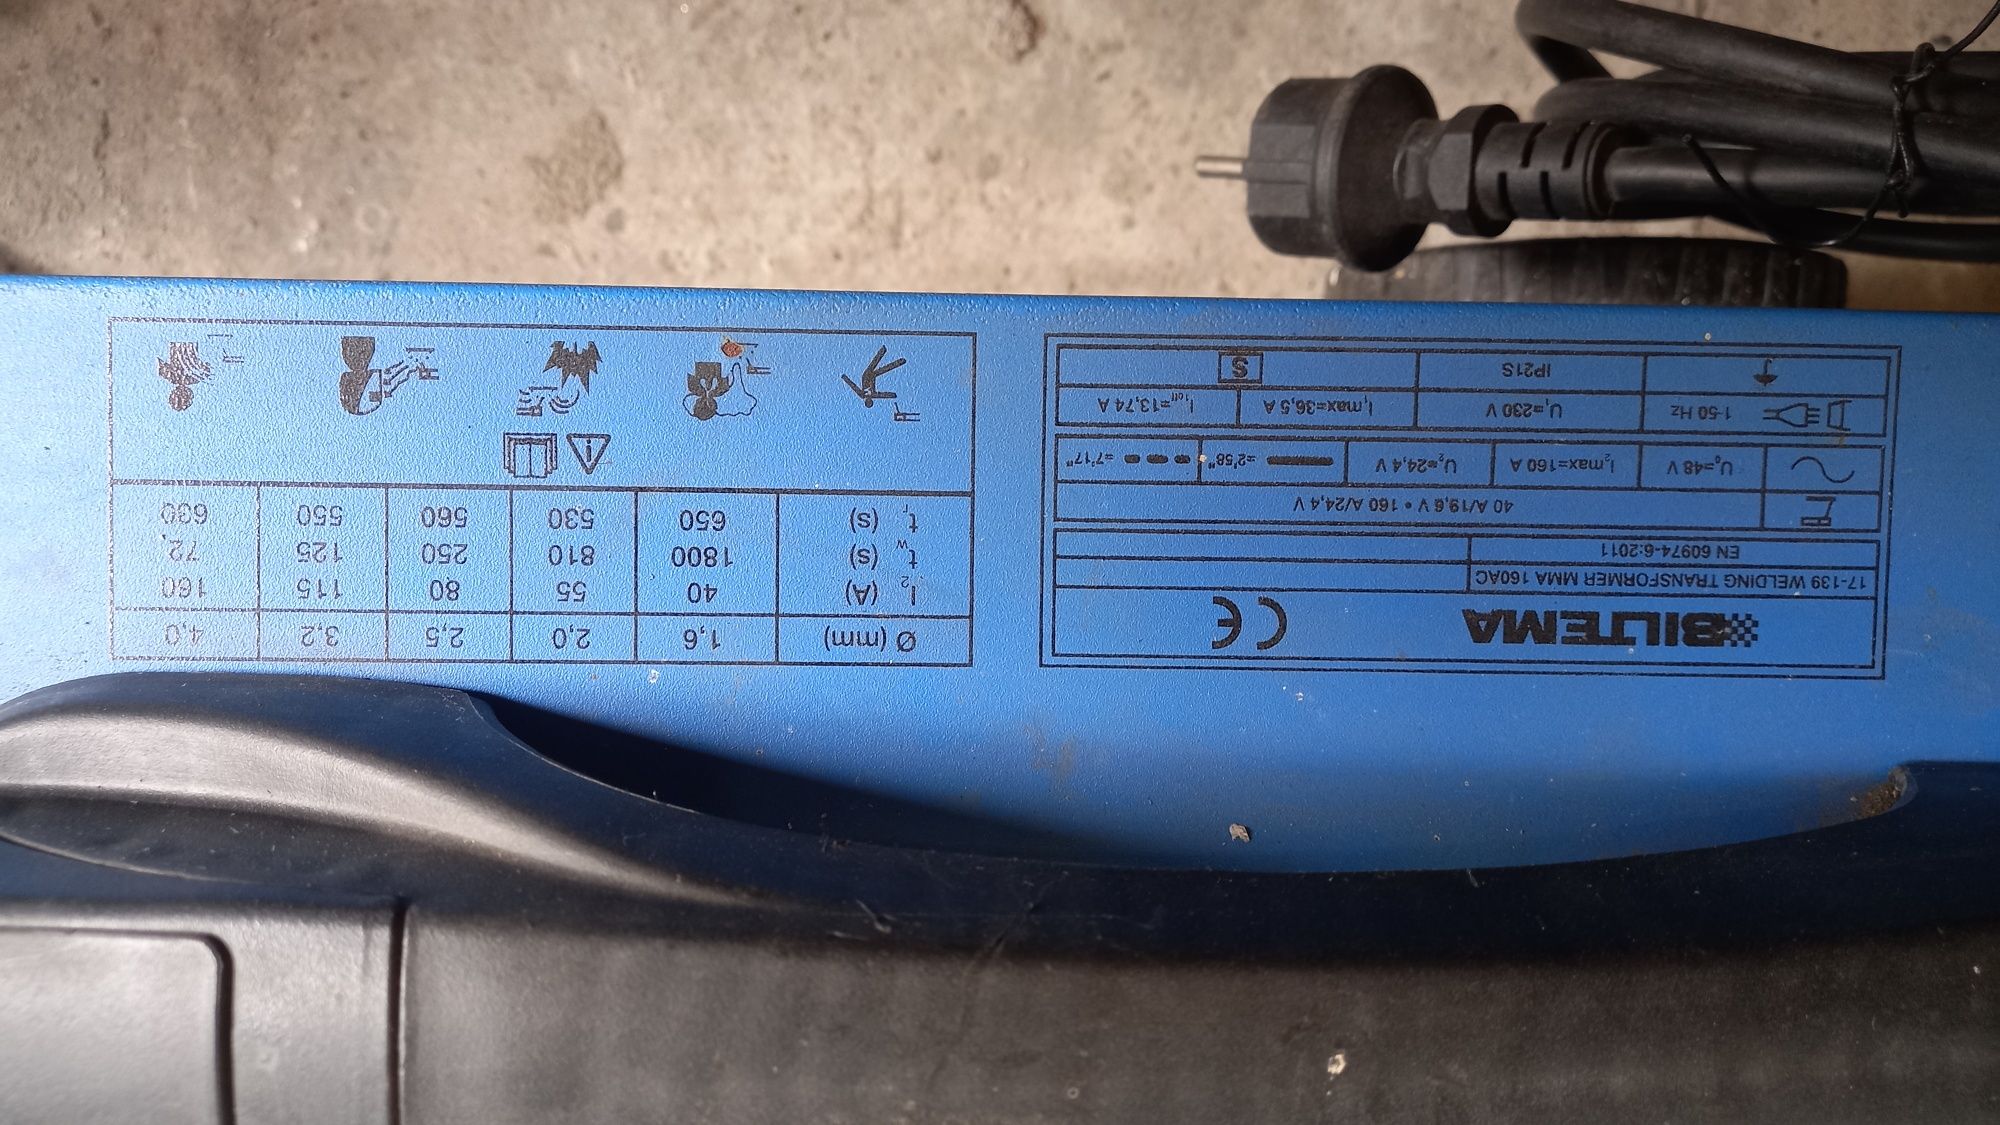 BILTEMA CE
17-139 WELDING TRANSFORMER MMA 160AC
EN 60974-6:2011
40 A/19,6 V • 160 A/24,4 V
U₀=48 V I₂max=160 A U₂=24,4 V =2'58" =7'17"
1-50 Hz U₁=230 V I₁max=36,5 A I₁eff=13,74 A
IP21S S
Ø (mm) 1,6 2,0 2,5 3,2 4,0
I₂ (A) 40 55 80 115 160
tw (s) 1800 810 250 125 72,
tr (s) 650 530 560 550 630